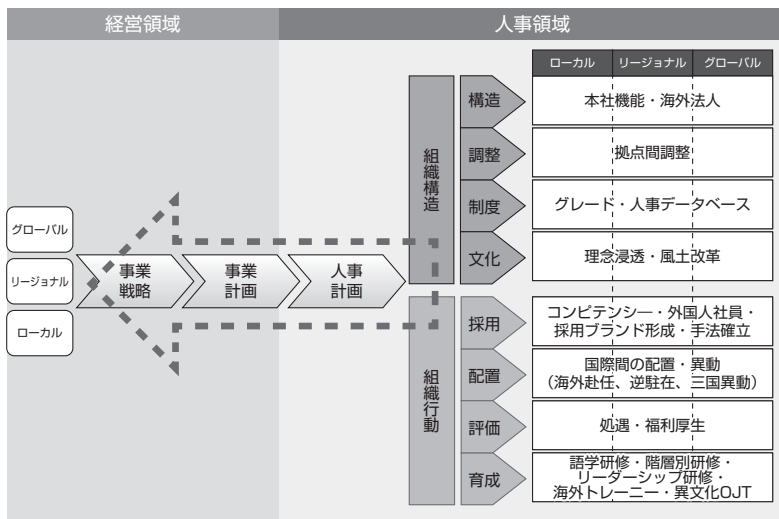 経営領域
人事領域
ローカル
リージョナル
グローバル
グローバル
リージョナル
ローカル
事業
戦略
事業
計画
人事
計画
組織構造
構造
本社機能・海外法人
調整
拠点間調整
制度
グレード・人事データベース
文化
理念浸透・風土改革
組織行動
採用
コンピテンシー・外国人社員・
採用ブランド形成・手法確立
配置
国際間の配置・異動
(海外赴任、逆駐在、三国異動)
評価
処遇・福利厚生
育成
語学研修・階層別研修・
リーダーシップ研修・
海外トレーニー・異文化OJT